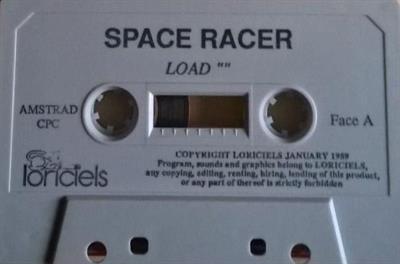 SPACE RACER
LOAD ""
AMSTRAD
CPC
Face A
loriciels
COPYRIGHT LORICIELS JANUARY 1989
Program, sounds and graphics belong to LORICIELS,
any copying, editing, renting, hiring, lending of this product,
or any part of thereof is strictly forbidden